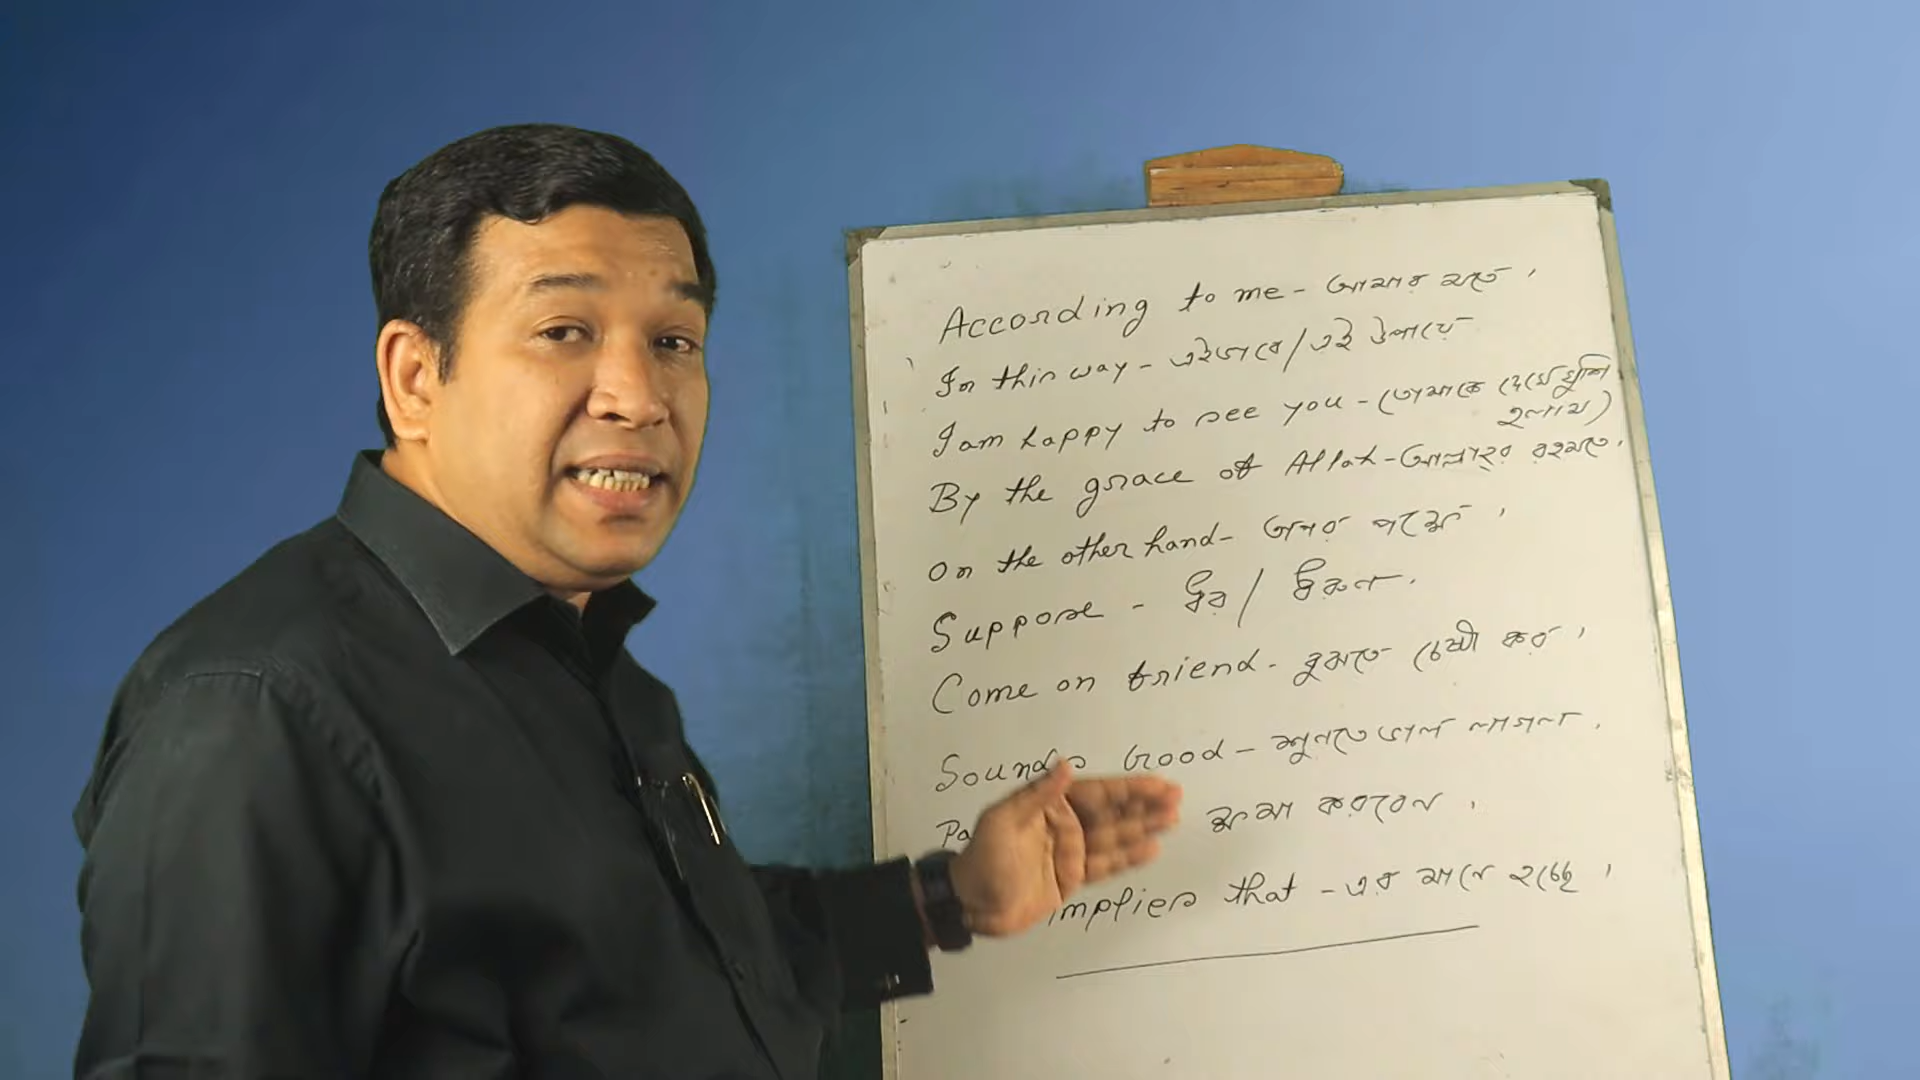 According to me - আমার মতে,
In this way - এইভাবে/এই উপায়ে
I am happy to see you - (তোমাকে দেখে খুশি
হলাম)
By the grace of Allah - আল্লাহর রহমতে,
On the other hand - অপর পক্ষে,
Suppose - ধর/ধরুন,
Come on friend - বুঝতে চেষ্টা কর,
Sounds Good - শুনতে ভাল লাগল,
Pa ক্ষমা করবেন,
implies that - এর মানে হচ্ছে,